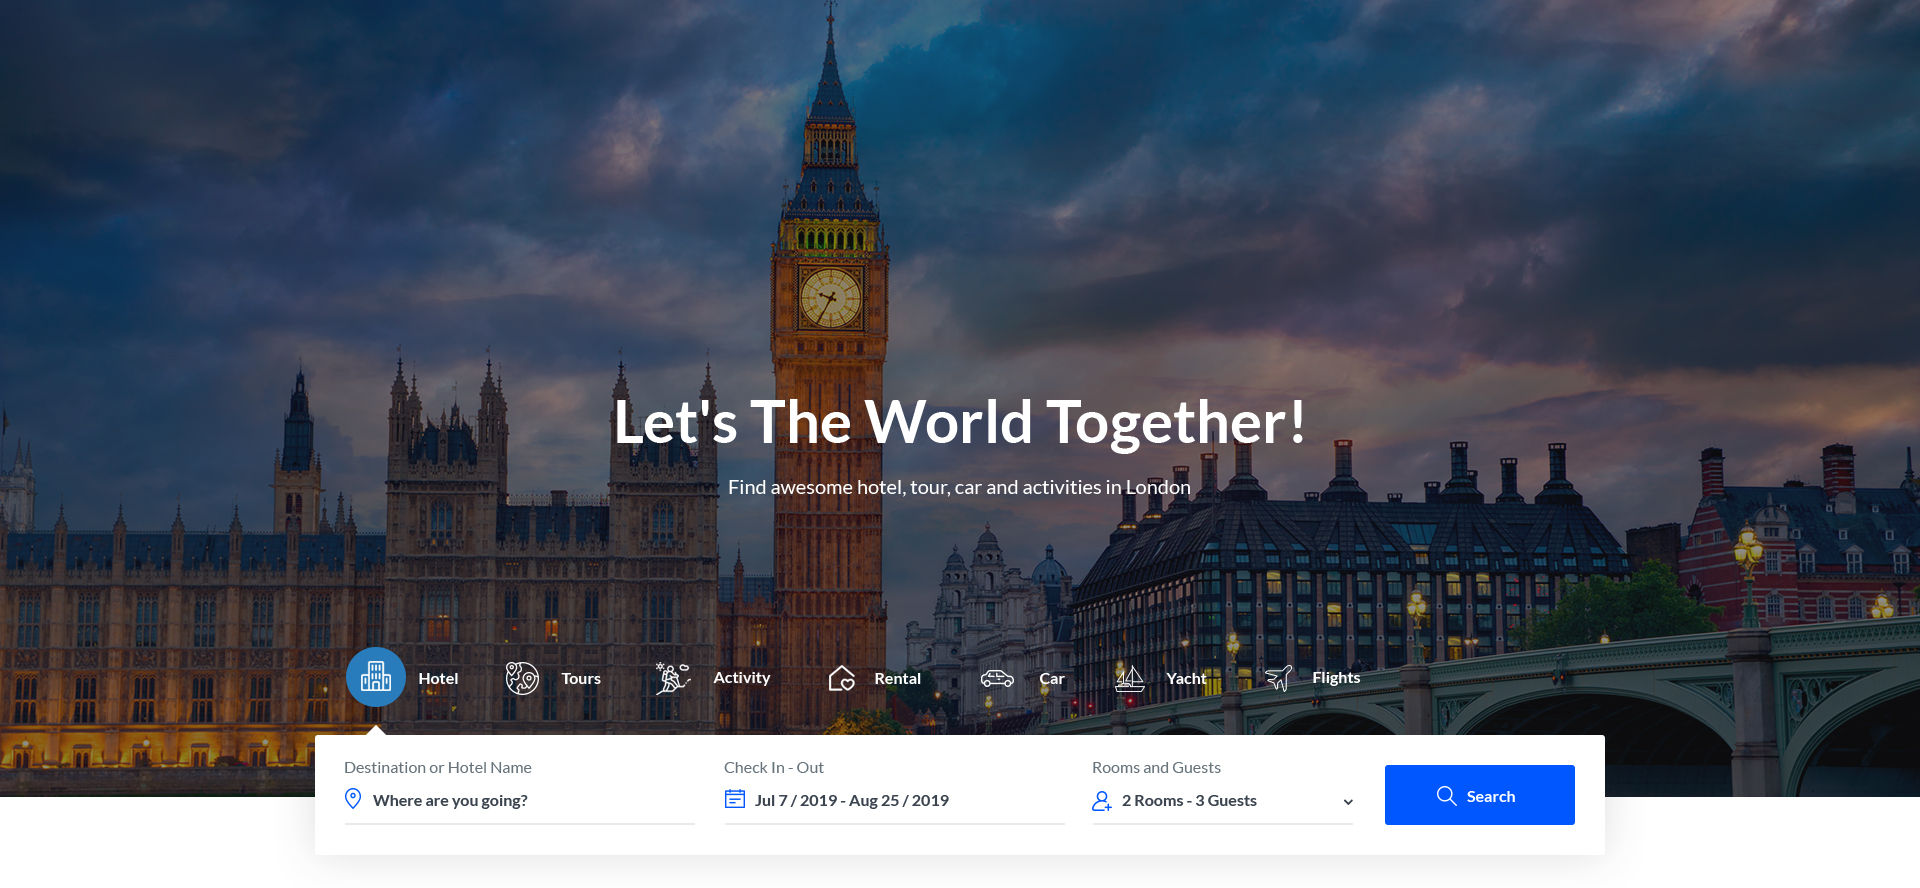 Let's The World Together!
Find awesome hotel, tour, car and activities in London
Hotel
Tours
Activity
Rental
Car
Yacht
Flights
Destination or Hotel Name
Where are you going?
Check In - Out
Jul 7 / 2019 - Aug 25 / 2019
Rooms and Guests
2 Rooms - 3 Guests
Search